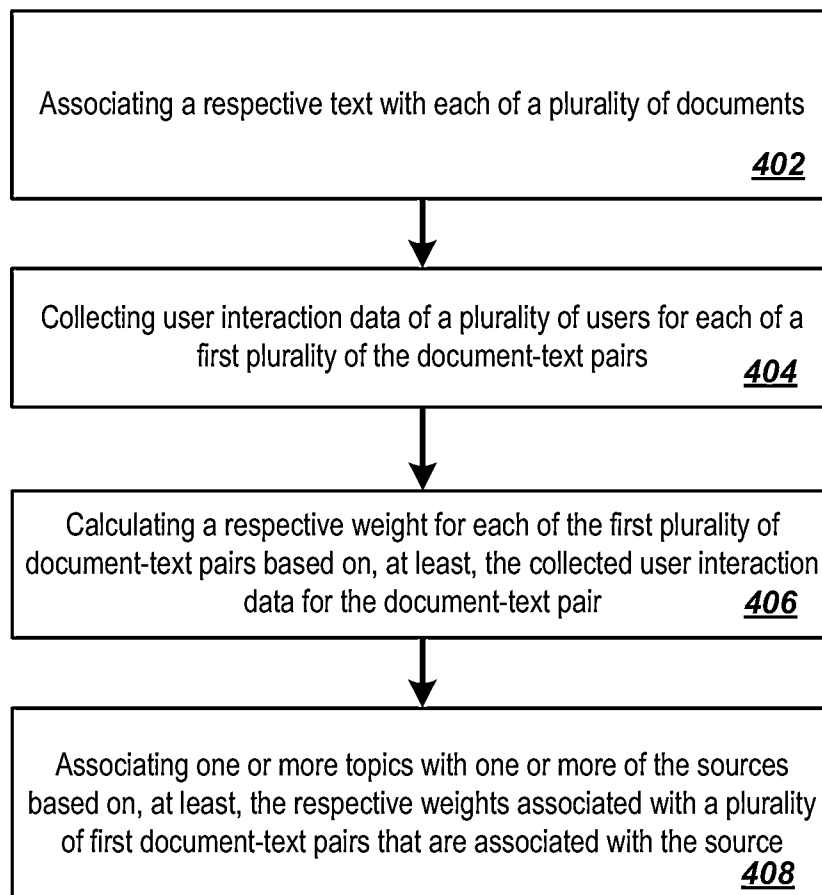 Associating a respective text with each of a plurality of documents
402
Collecting user interaction data of a plurality of users for each of a
first plurality of the document-text pairs
404
Calculating a respective weight for each of the first plurality of
document-text pairs based on, at least, the collected user interaction
data for the document-text pair
406
Associating one or more topics with one or more of the sources
based on, at least, the respective weights associated with a plurality
of first document-text pairs that are associated with the source
408